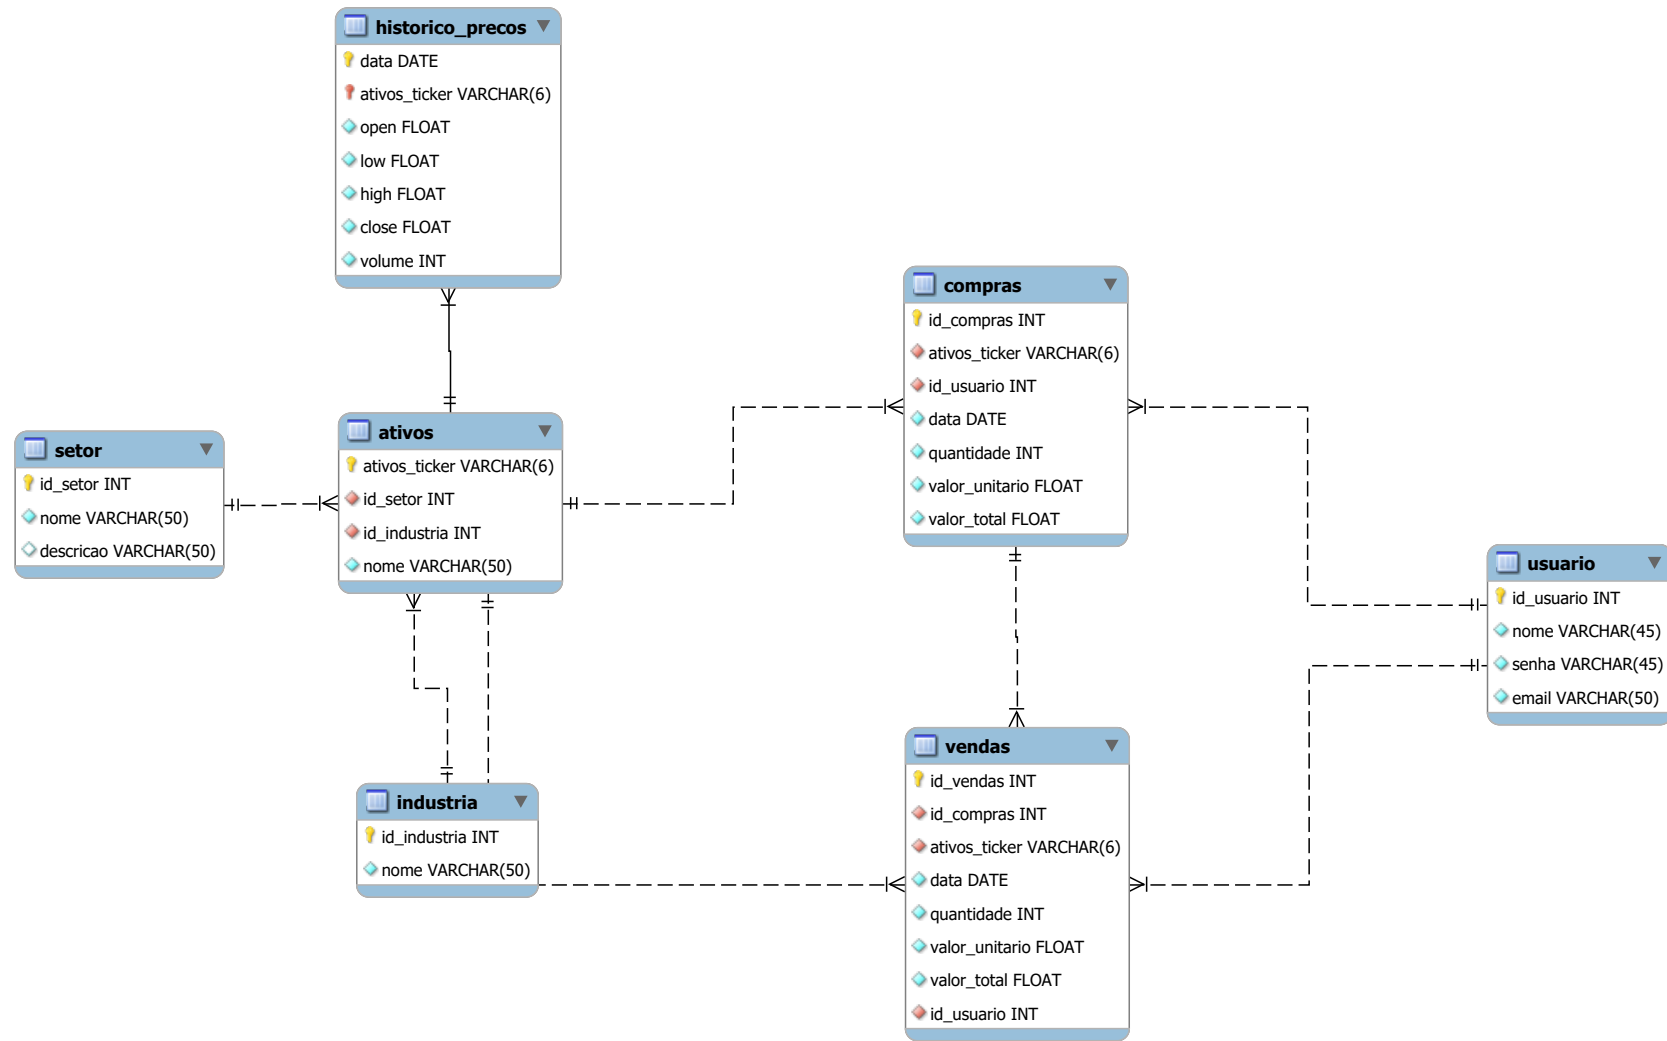 historico_precos
data DATE
ativos_ticker VARCHAR(6)
open FLOAT
low FLOAT
high FLOAT
close FLOAT
volume INT
setor
id_setor INT
nome VARCHAR(50)
descricao VARCHAR(50)
ativos
ativos_ticker VARCHAR(6)
id_setor INT
id_industria INT
nome VARCHAR(50)
industria
id_industria INT
nome VARCHAR(50)
compras
id_compras INT
ativos_ticker VARCHAR(6)
id_usuario INT
data DATE
quantidade INT
valor_unitario FLOAT
valor_total FLOAT
vendas
id_vendas INT
id_compras INT
ativos_ticker VARCHAR(6)
data DATE
quantidade INT
valor_unitario FLOAT
valor_total FLOAT
id_usuario INT
usuario
id_usuario INT
nome VARCHAR(45)
senha VARCHAR(45)
email VARCHAR(50)